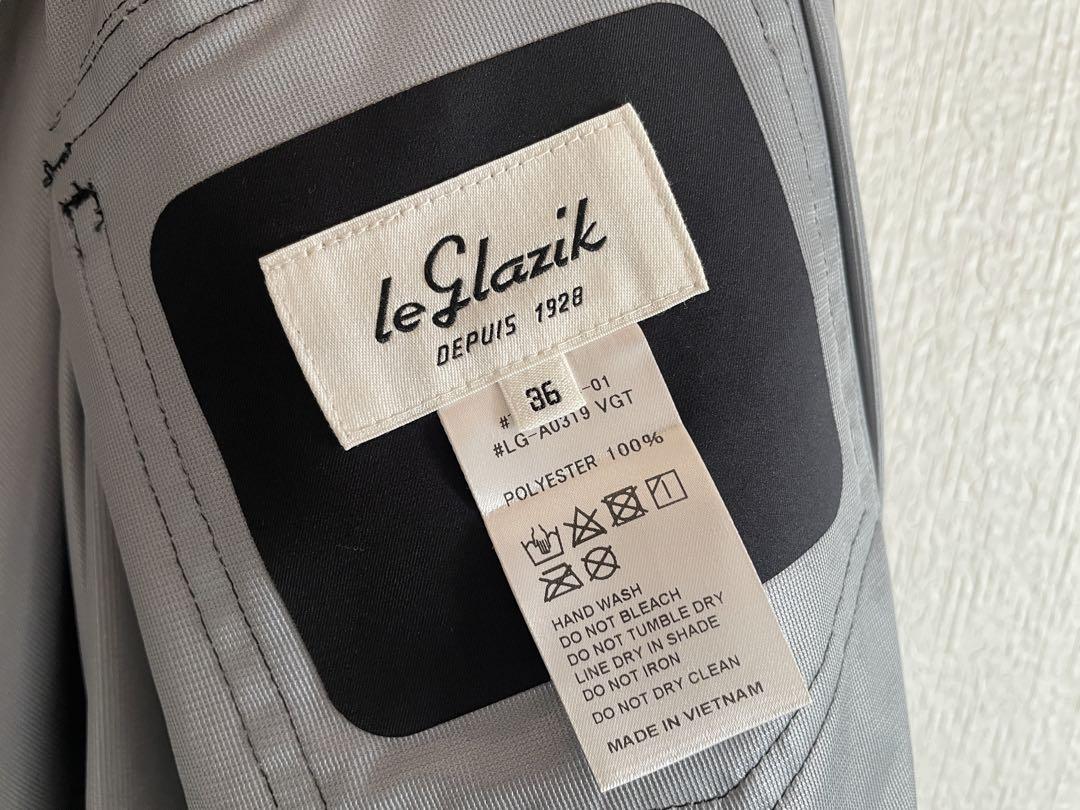 le Glazik
DEPUIS 1928
36
-01
#LG-A0319 VGT
POLYESTER 100%
1
HAND WASH
DO NOT BLEACH
DO NOT TUMBLE DRY
LINE DRY IN SHADE
DO NOT IRON
DO NOT DRY CLEAN
MADE IN VIETNAM